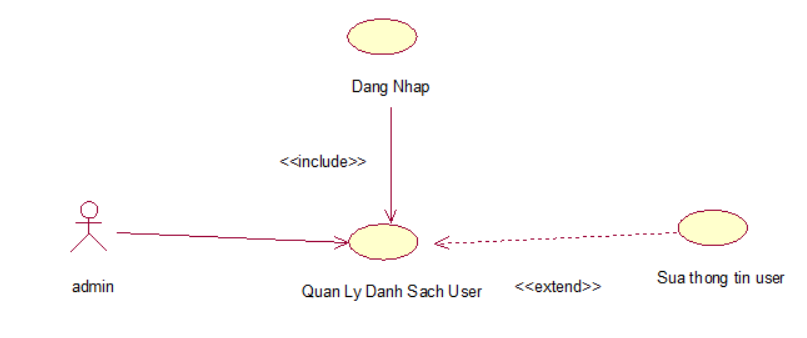 Dang Nhap
<<include>>
admin
Quan Ly Danh Sach User
<<extend>>
Sua thong tin user